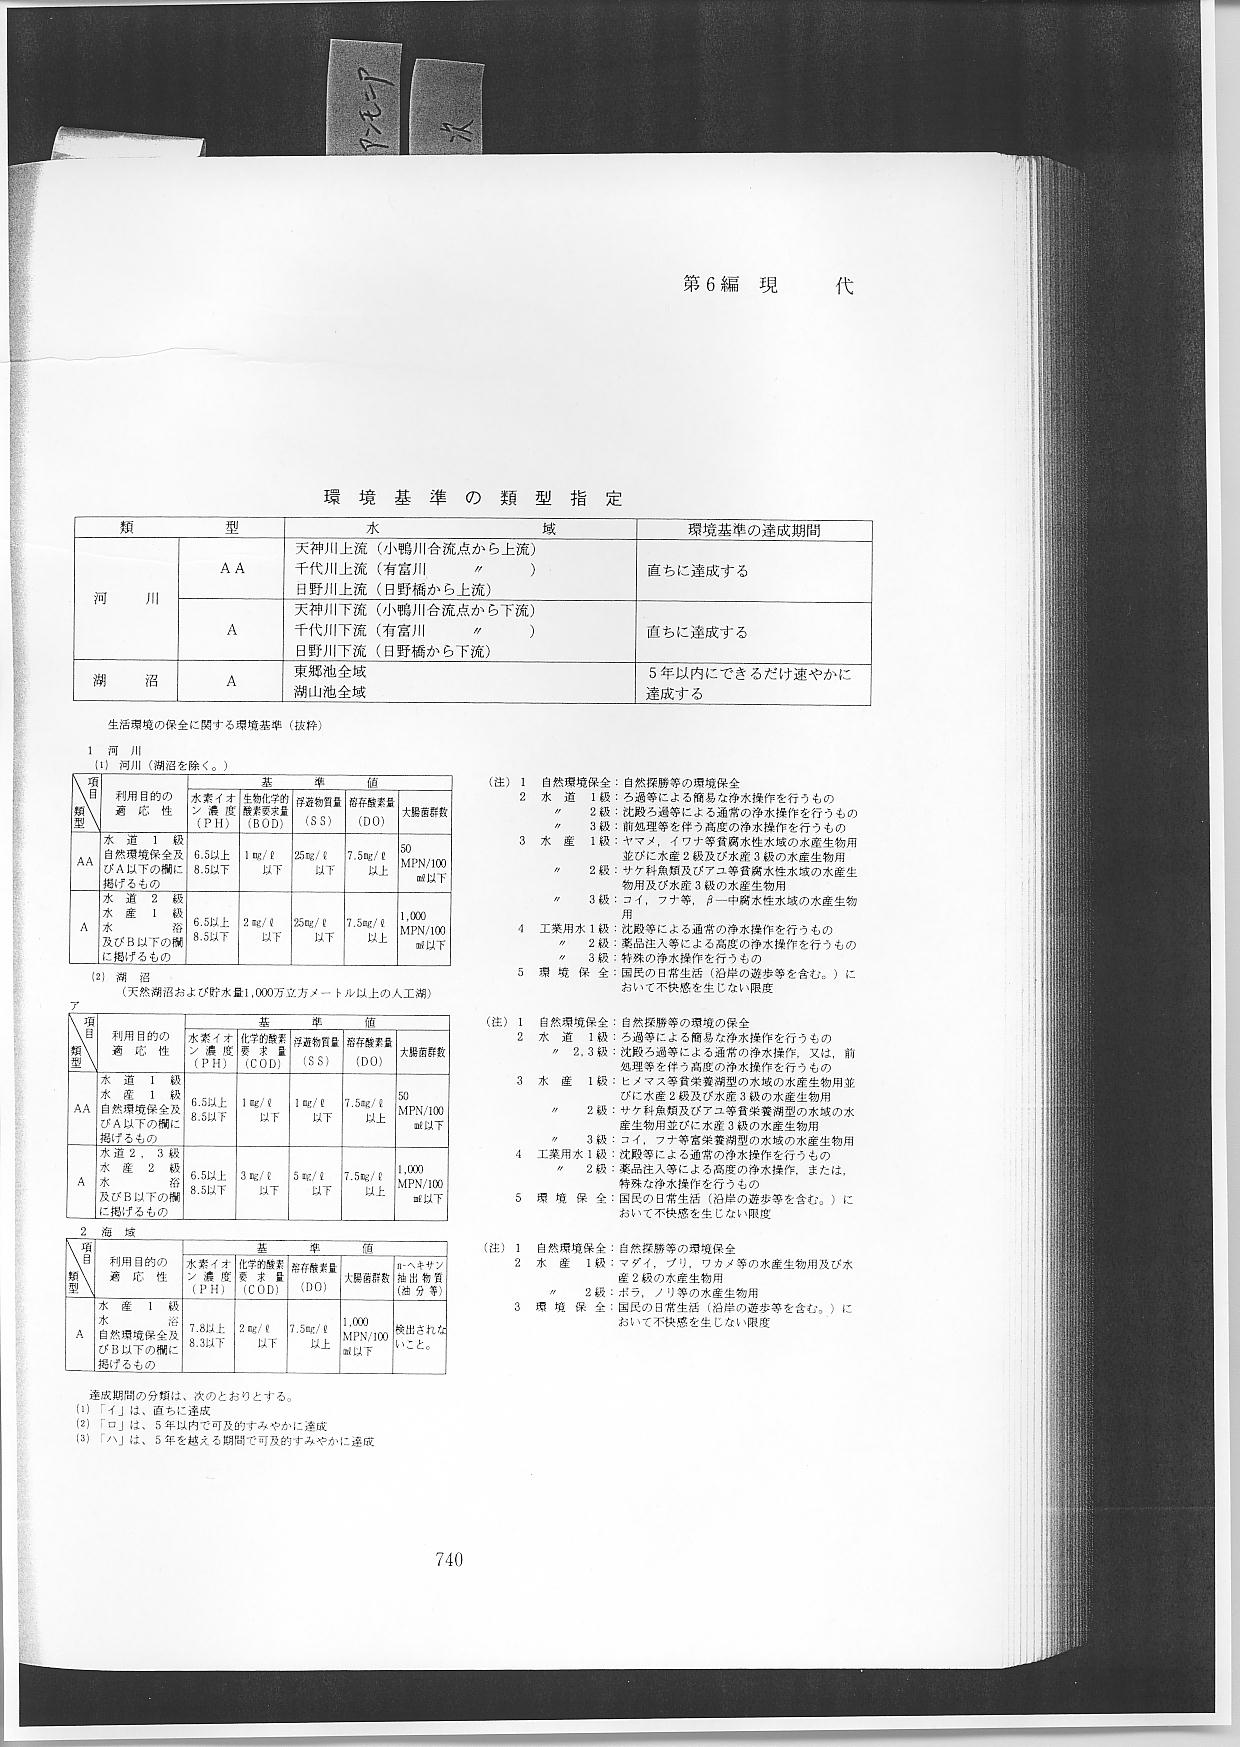 アンモニア
次
第6編 現 代
環境基準の類型指定
類 型 水 域 環境基準の達成期間
河 川 AA 天神川上流（小鴨川合流点から上流）
千代川上流（有富川 〃 ）
日野川上流（日野橋から上流）
直ちに達成する
A 天神川下流（小鴨川合流点から下流）
千代川下流（有富川 〃 ）
日野川下流（日野橋から下流）
直ちに達成する
湖 沼 A 東郷池全域
湖山池全域
5年以内にできるだけ速やかに
達成する
生活環境の保全に関する環境基準（抜粋）
1 河 川
(1) 河川（湖沼を除く。）
項目
類型
利用目的の
適応性
基 準 値
水素イオン濃度(PH) 生物化学的酸素要求量(BOD) 浮遊物質量(SS) 溶存酸素量(DO) 大腸菌群数
AA
水道1級
自然環境保全及
びA以下の欄に
掲げるもの
6.5以上
8.5以下
1mg/ℓ
以下
25mg/ℓ
以下
7.5mg/ℓ
以上
50
MPN/100
mℓ以下
A
水道2級
水産1級
水 浴
及びB以下の欄
に掲げるもの
6.5以上
8.5以下
2mg/ℓ
以下
25mg/ℓ
以下
7.5mg/ℓ
以上
1,000
MPN/100
mℓ以下
(注) 1 自然環境保全：自然探勝等の環境保全
2 水道 1級：ろ過等による簡易な浄水操作を行うもの
〃 2級：沈殿ろ過等による通常の浄水操作を行うもの
〃 3級：前処理等を伴う高度の浄水操作を行うもの
3 水産 1級：ヤマメ，イワナ等貧腐水性水域の水産生物用
並びに水産2級及び水産3級の水産生物用
〃 2級：サケ科魚類及びアユ等貧腐水性水域の水産生
物用及び水産3級の水産生物用
〃 3級：コイ，フナ等，β—中腐水性水域の水産生物
用
4 工業用水1級：沈殿等による通常の浄水操作を行うもの
〃 2級：薬品注入等による高度の浄水操作を行うもの
〃 3級：特殊の浄水操作を行うもの
5 環境保全：国民の日常生活（沿岸の遊歩等を含む。）に
おいて不快感を生じない限度
(2) 湖 沼
（天然湖沼および貯水量1,000万立方メートル以上の人工湖）
ア
項目
類型
利用目的の
適応性
基 準 値
水素イオン濃度(PH) 化学的酸素要求量(COD) 浮遊物質量(SS) 溶存酸素量(DO) 大腸菌群数
AA
水道1級
水産1級
自然環境保全及
びA以下の欄に
掲げるもの
6.5以上
8.5以下
1mg/ℓ
以下
1mg/ℓ
以下
7.5mg/ℓ
以上
50
MPN/100
mℓ以下
A
水道2，3級
水産2級
水 浴
及びB以下の欄
に掲げるもの
6.5以上
8.5以下
3mg/ℓ
以下
5mg/ℓ
以下
7.5mg/ℓ
以上
1,000
MPN/100
mℓ以下
(注) 1 自然環境保全：自然探勝等の環境の保全
2 水道 1級：ろ過等による簡易な浄水操作を行うもの
〃 2,3級：沈殿ろ過等による通常の浄水操作，又は，前
処理等を伴う高度の浄水操作を行うもの
3 水産 1級：ヒメマス等貧栄養湖型の水域の水産生物用並
びに水産2級及び水産3級の水産生物用
〃 2級：サケ科魚類及びアユ等貧栄養湖型の水域の水
産生物用並びに水産3級の水産生物用
〃 3級：コイ，フナ等富栄養湖型の水域の水産生物用
4 工業用水1級：沈殿等による通常の浄水操作を行うもの
〃 2級：薬品注入等による高度の浄水操作，または，
特殊な浄水操作を行うもの
5 環境保全：国民の日常生活（沿岸の遊歩等を含む。）に
おいて不快感を生じない限度
2 海 域
項目
類型
利用目的の
適応性
基 準 値
水素イオン濃度(PH) 化学的酸素要求量(COD) 溶存酸素量(DO) 大腸菌群数 n-ヘキサン抽出物質(油分等)
A
水産1級
水 浴
自然環境保全及
びB以下の欄に
掲げるもの
7.8以上
8.3以下
2mg/ℓ
以下
7.5mg/ℓ
以上
1,000
MPN/100
mℓ以下
検出されな
いこと。
(注) 1 自然環境保全：自然探勝等の環境保全
2 水産 1級：マダイ，ブリ，ワカメ等の水産生物用及び水
産2級の水産生物用
〃 2級：ボラ，ノリ等の水産生物用
3 環境保全：国民の日常生活（沿岸の遊歩等を含む。）に
おいて不快感を生じない限度
達成期間の分類は、次のとおりとする。
(1) 「イ」は、直ちに達成
(2) 「ロ」は、5年以内で可及的すみやかに達成
(3) 「ハ」は、5年を越える期間で可及的すみやかに達成
740